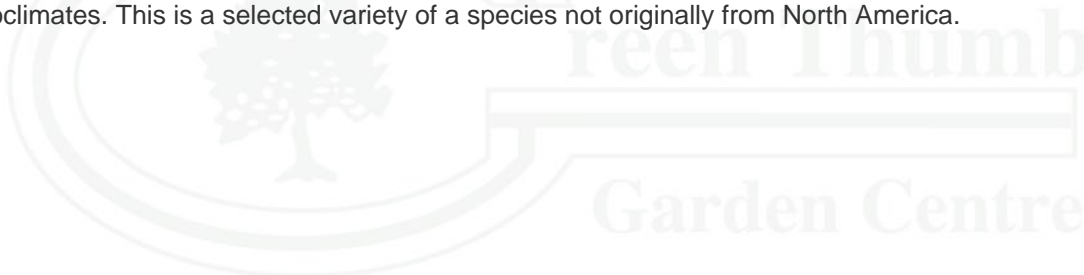 oclimates. This is a selected variety of a species not originally from North America.
reen Thumb
Garden Centre